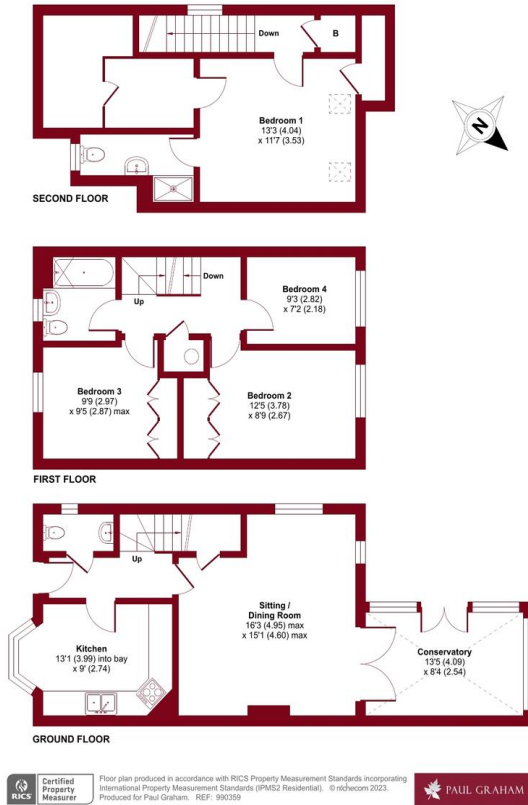 Down
B
Bedroom 1
13'3 (4.04)
x 11'7 (3.53)
N
SECOND FLOOR
Down
Up
Bedroom 4
9'3 (2.82)
x 7'2 (2.18)
Bedroom 3
9'9 (2.97)
x 9'5 (2.87) max
Bedroom 2
12'5 (3.78)
x 8'9 (2.67)
FIRST FLOOR
Up
Sitting /
Dining Room
16'3 (4.95) max
x 15'1 (4.60) max
Kitchen
13'1 (3.99) into bay
x 9' (2.74)
Conservatory
13'5 (4.09)
x 8'4 (2.54)
GROUND FLOOR
RICS
Certified
Property
Measurer
Floor plan produced in accordance with RICS Property Measurement Standards incorporating
International Property Measurement Standards (IPMS2 Residential). © nichecom 2023.
Produced for Paul Graham. REF: 990359
PAUL GRAHAM